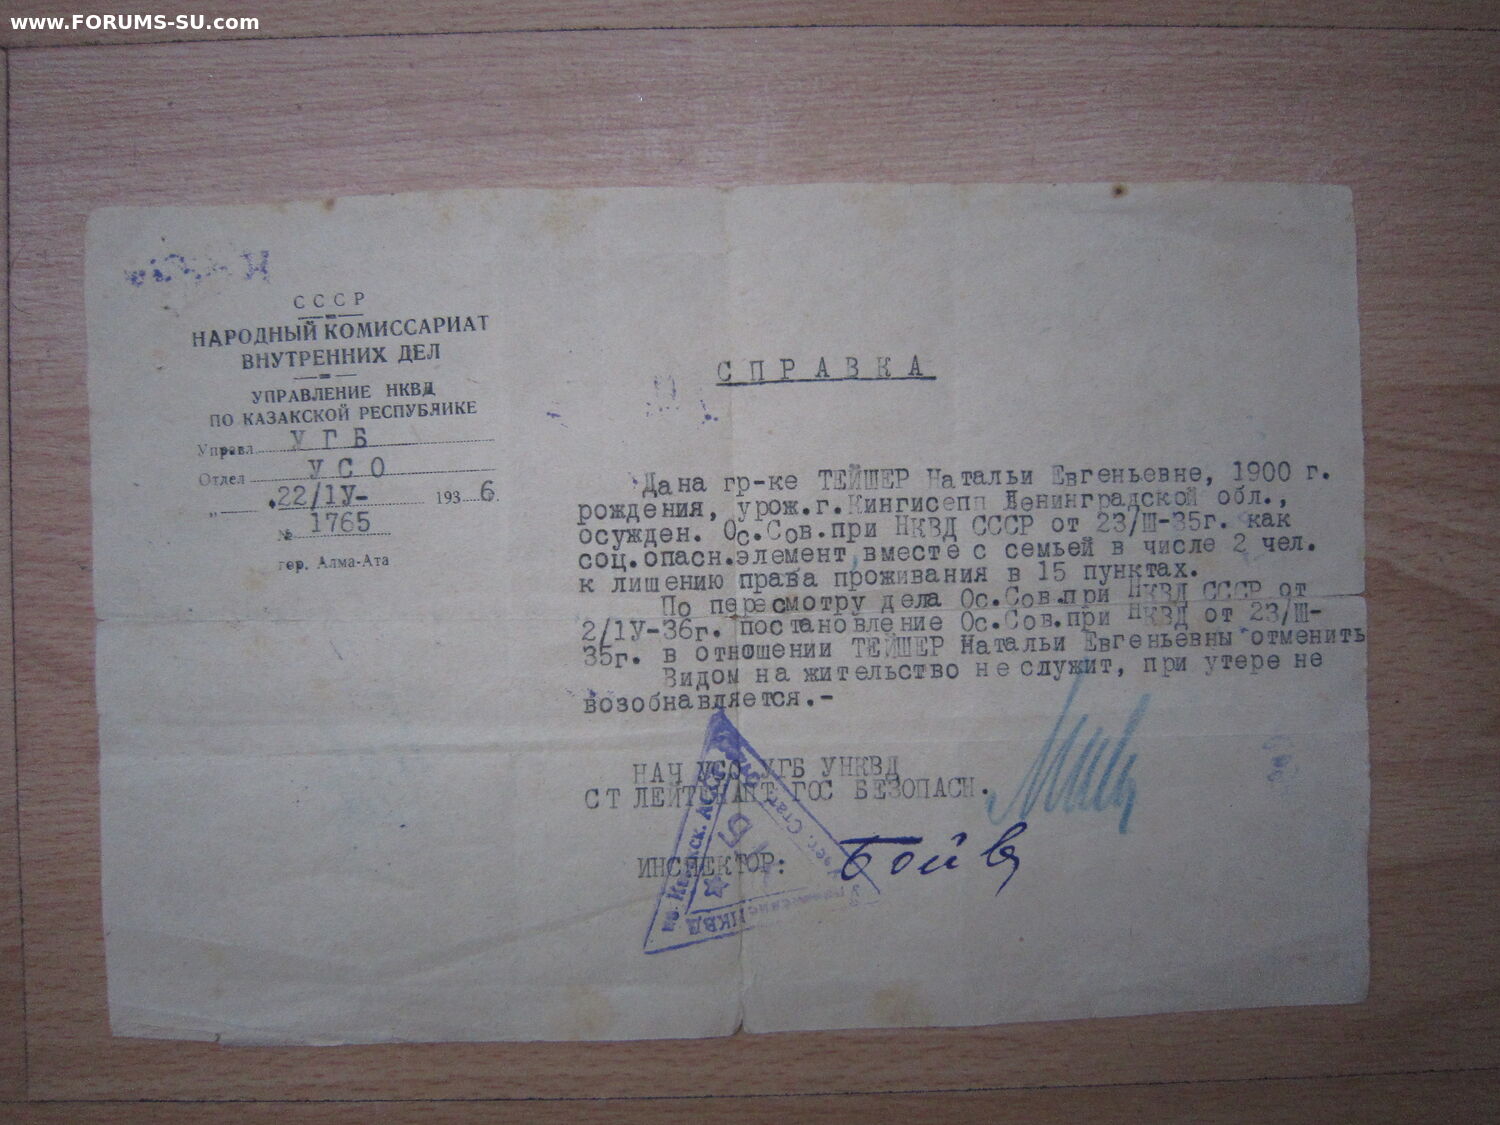 www.FORUMS-SU.com
СССР
НАРОДНЫЙ КОМИССАРИАТ
ВНУТРЕННИХ ДЕЛ
УПРАВЛЕНИЕ НКВД
ПО КАЗАКСКОЙ РЕСПУБЛИКЕ
Управл. УГБ
Отдел УСО
„ 22/1У- 1936.
№ 1765
гор. Алма-Ата
СПРАВКА
Дана гр-ке ТЕЙШЕР Натальи Евгеньевне, 1900 г.
рождения, урож.г.Кингисепп Ленинградской обл.,
осужден. Ос.Сов.при НКВД СССР от 23/Ш-35г. как
соц.опасн.элемент,вместе с семьей в числе 2 чел.
к лишению права проживания в 15 пунктах.
По пересмотру дела Ос.Сов.при НКВД СССР от
2/1У-36г. постановление Ос.Сов.при НКВД от 23/Ш-
35г. в отношении ТЕЙШЕР Натальи Евгеньевны отменить
Видом на жительство не служит, при утере не
возобнавляется.-
НАЧ УСО УГБ УНКВД
СТ ЛЕЙТЕНАНТ ГОС БЕЗОПАСН.
ИНСПЕКТОР:
НКВД